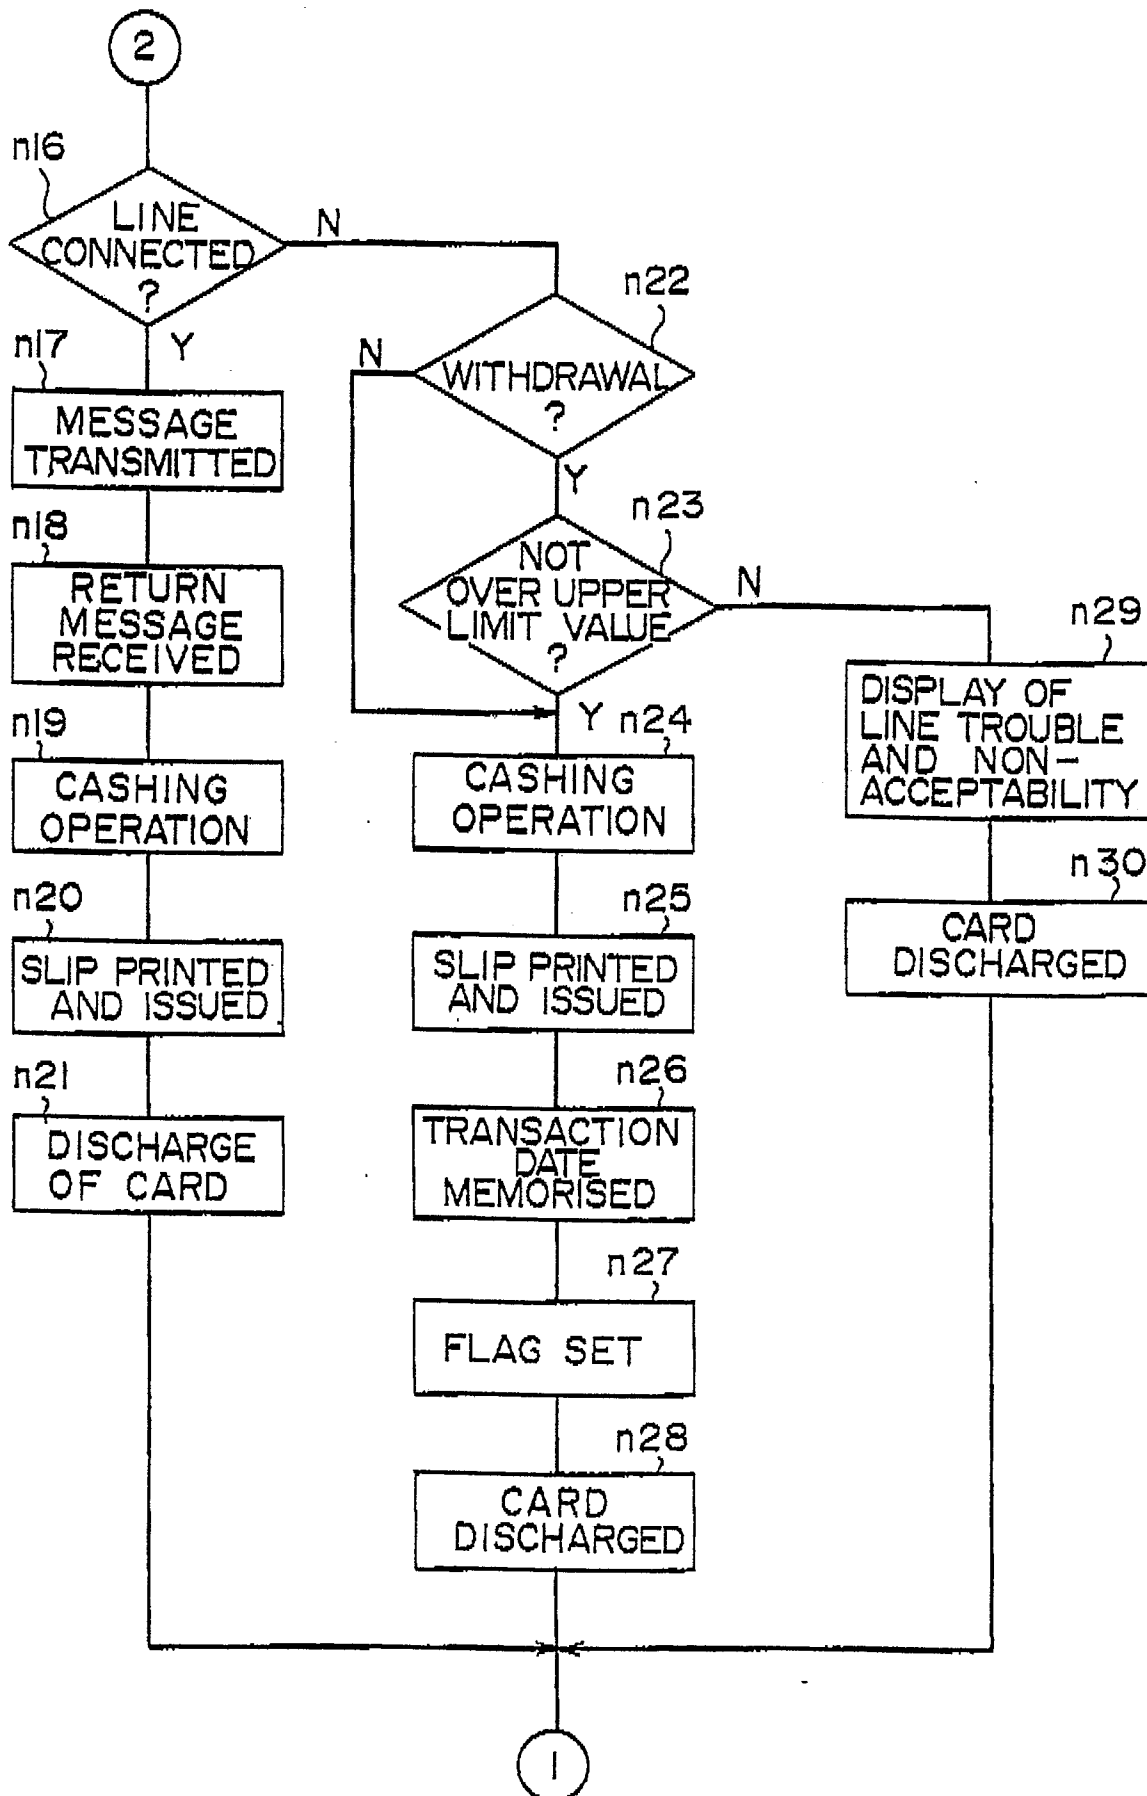 2
n16
LINE
CONNECTED
?
N
Y
n17
MESSAGE
TRANSMITTED
n18
RETURN
MESSAGE
RECEIVED
n19
CASHING
OPERATION
n20
SLIP PRINTED
AND ISSUED
n21
DISCHARGE
OF CARD
n22
N
WITHDRAWAL
?
Y
n23
NOT
OVER UPPER
LIMIT VALUE
?
N
Y
n24
CASHING
OPERATION
n25
SLIP PRINTED
AND ISSUED
n26
TRANSACTION
DATE
MEMORISED
n27
FLAG SET
n28
CARD
DISCHARGED
n29
DISPLAY OF
LINE TROUBLE
AND NON-
ACCEPTABILITY
n30
CARD
DISCHARGED
1